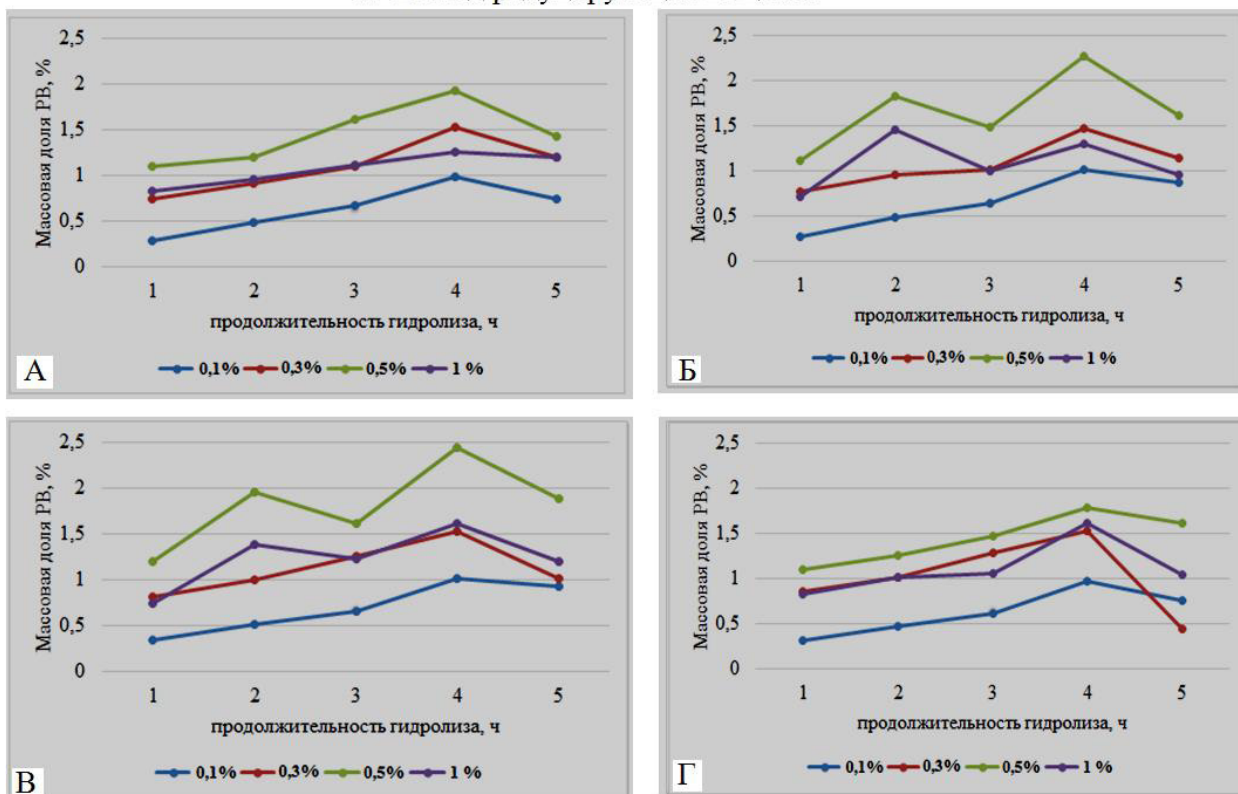 2,5
2
1,5
1
0,5
0
Массовая доля РВ, %
1 2 3 4 5
продолжительность гидролиза, ч
0,1% 0,3% 0,5% 1 %
А
2,5
2
1,5
1
0,5
0
Массовая доля РВ, %
1 2 3 4 5
продолжительность гидролиза, ч
0,1% 0,3% 0,5% 1 %
Б
2,5
2
1,5
1
0,5
0
Массовая доля РВ, %
1 2 3 4 5
продолжительность гидролиза, ч
0,1% 0,3% 0,5% 1 %
В
2,5
2
1,5
1
0,5
0
Массовая доля РВ, %
1 2 3 4 5
продолжительность гидролиза, ч
0,1% 0,3% 0,5% 1 %
Г